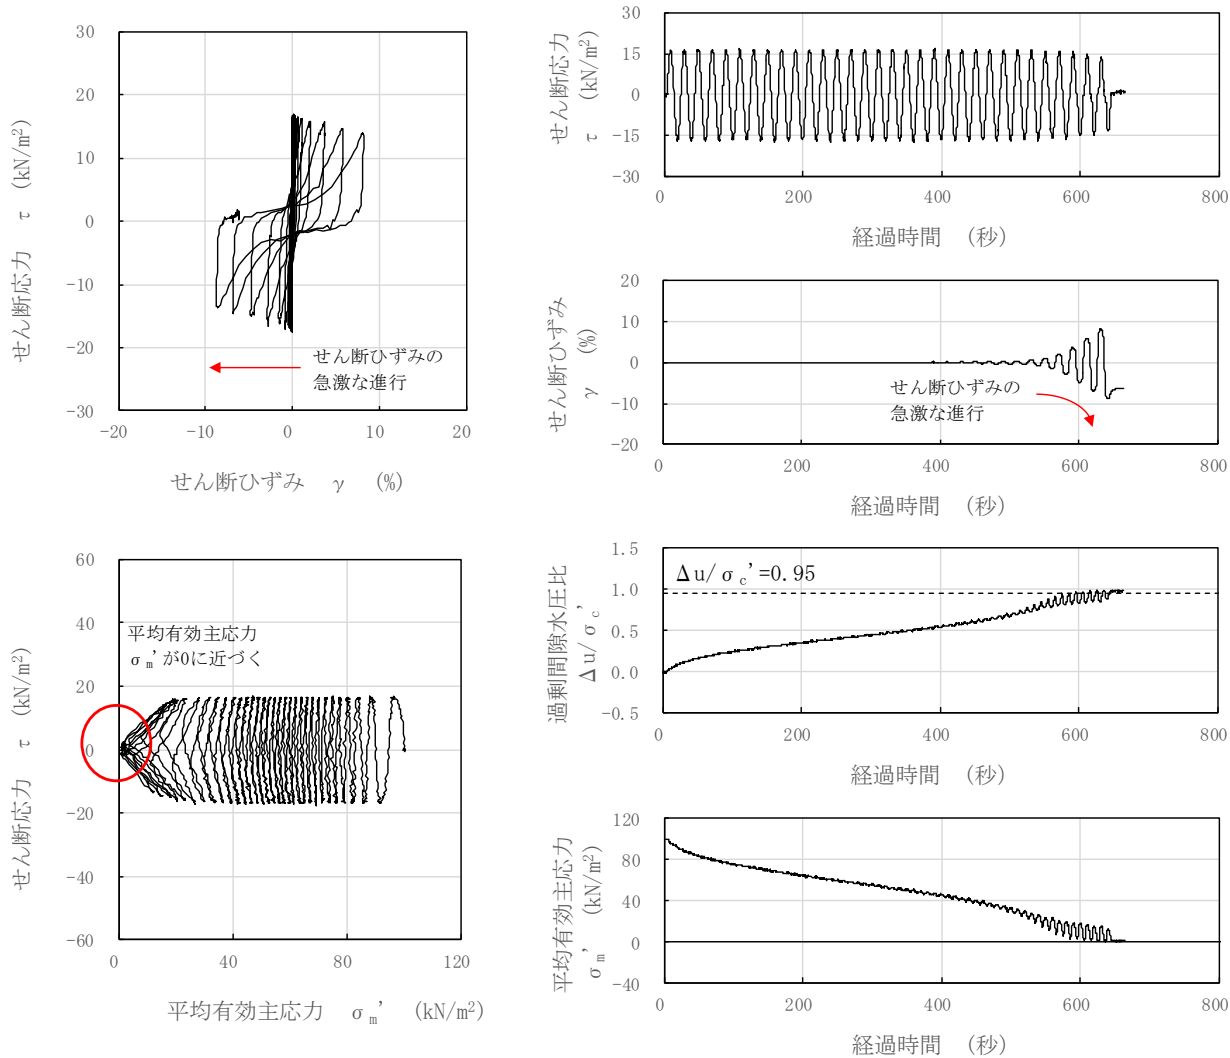 30
20
10
0
-10
-20
-30
-20
-10
0
10
20
せん断応力 τ (kN/m²)
せん断ひずみ γ (%)
せん断ひずみの
急激な進行
30
15
0
-15
-30
0
200
400
600
800
せん断応力
τ (kN/m²)
経過時間 (秒)
20
10
0
-10
-20
0
200
400
600
800
せん断ひずみ
γ (%)
せん断ひずみの
急激な進行
経過時間 (秒)
60
40
20
0
-20
-40
-60
0
40
80
120
せん断応力 τ (kN/m²)
平均有効主応力
σm'が0に近づく
平均有効主応力 σm' (kN/m²)
1.5
1.0
0.5
0.0
-0.5
0
200
400
600
800
過剰間隙水圧比
Δu/σc'
Δu/σc'=0.95
経過時間 (秒)
120
80
40
0
-40
0
200
400
600
800
平均有効主応力
σm' (kN/m²)
経過時間 (秒)